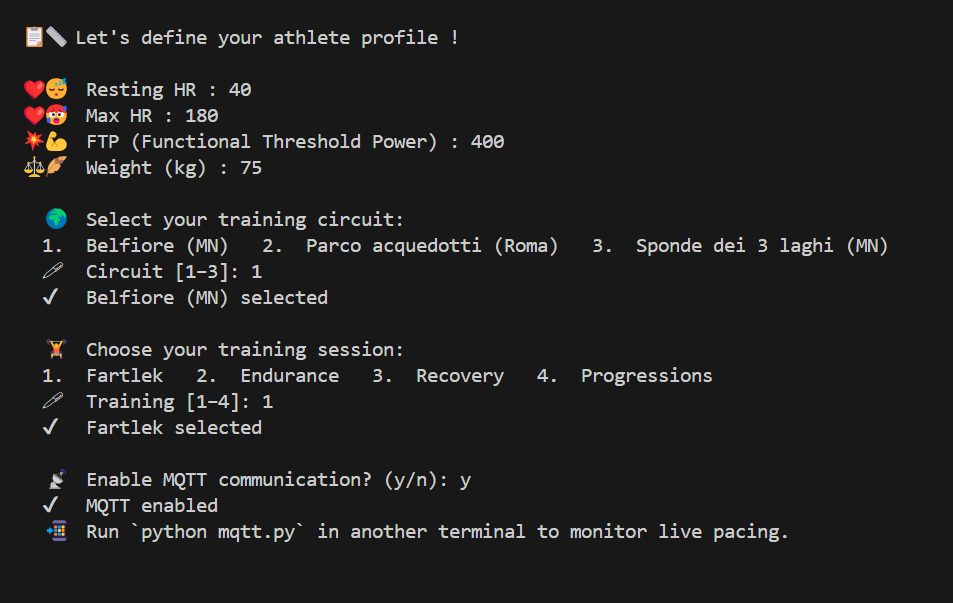 📋📏 Let's define your athlete profile !
❤️😴 Resting HR : 40
❤️🥵 Max HR : 180
💥💪 FTP (Functional Threshold Power) : 400
⚖️🪶 Weight (kg) : 75
🌍 Select your training circuit:
1. Belfiore (MN) 2. Parco acquedotti (Roma) 3. Sponde dei 3 laghi (MN)
🖊 Circuit [1–3]: 1
✔ Belfiore (MN) selected
🏋️ Choose your training session:
1. Fartlek 2. Endurance 3. Recovery 4. Progressions
🖊 Training [1–4]: 1
✔ Fartlek selected
📡 Enable MQTT communication? (y/n): y
✔ MQTT enabled
📲 Run `python mqtt.py` in another terminal to monitor live pacing.